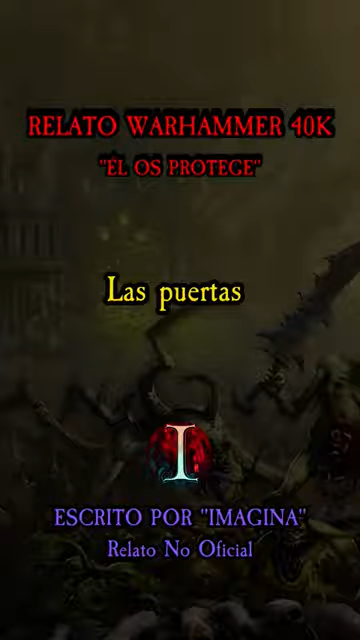 RELATO WARHAMMER 40K
"ÉL OS PROTEGE"
Las puertas
I
ESCRITO POR "IMAGINA"
Relato No Oficial